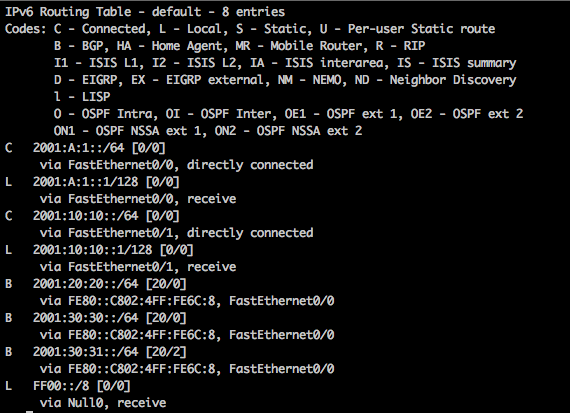 IPv6 Routing Table - default - 8 entries
Codes: C - Connected, L - Local, S - Static, U - Per-user Static route
       B - BGP, HA - Home Agent, MR - Mobile Router, R - RIP
       I1 - ISIS L1, I2 - ISIS L2, IA - ISIS interarea, IS - ISIS summary
       D - EIGRP, EX - EIGRP external, NM - NEMO, ND - Neighbor Discovery
       l - LISP
       O - OSPF Intra, OI - OSPF Inter, OE1 - OSPF ext 1, OE2 - OSPF ext 2
       ON1 - OSPF NSSA ext 1, ON2 - OSPF NSSA ext 2
C   2001:A:1::/64 [0/0]
     via FastEthernet0/0, directly connected
L   2001:A:1::1/128 [0/0]
     via FastEthernet0/0, receive
C   2001:10:10::/64 [0/0]
     via FastEthernet0/1, directly connected
L   2001:10:10::1/128 [0/0]
     via FastEthernet0/1, receive
B   2001:20:20::/64 [20/0]
     via FE80::C802:4FF:FE6C:8, FastEthernet0/0
B   2001:30:30::/64 [20/0]
     via FE80::C802:4FF:FE6C:8, FastEthernet0/0
B   2001:30:31::/64 [20/2]
     via FE80::C802:4FF:FE6C:8, FastEthernet0/0
L   FF00::/8 [0/0]
     via Null0, receive